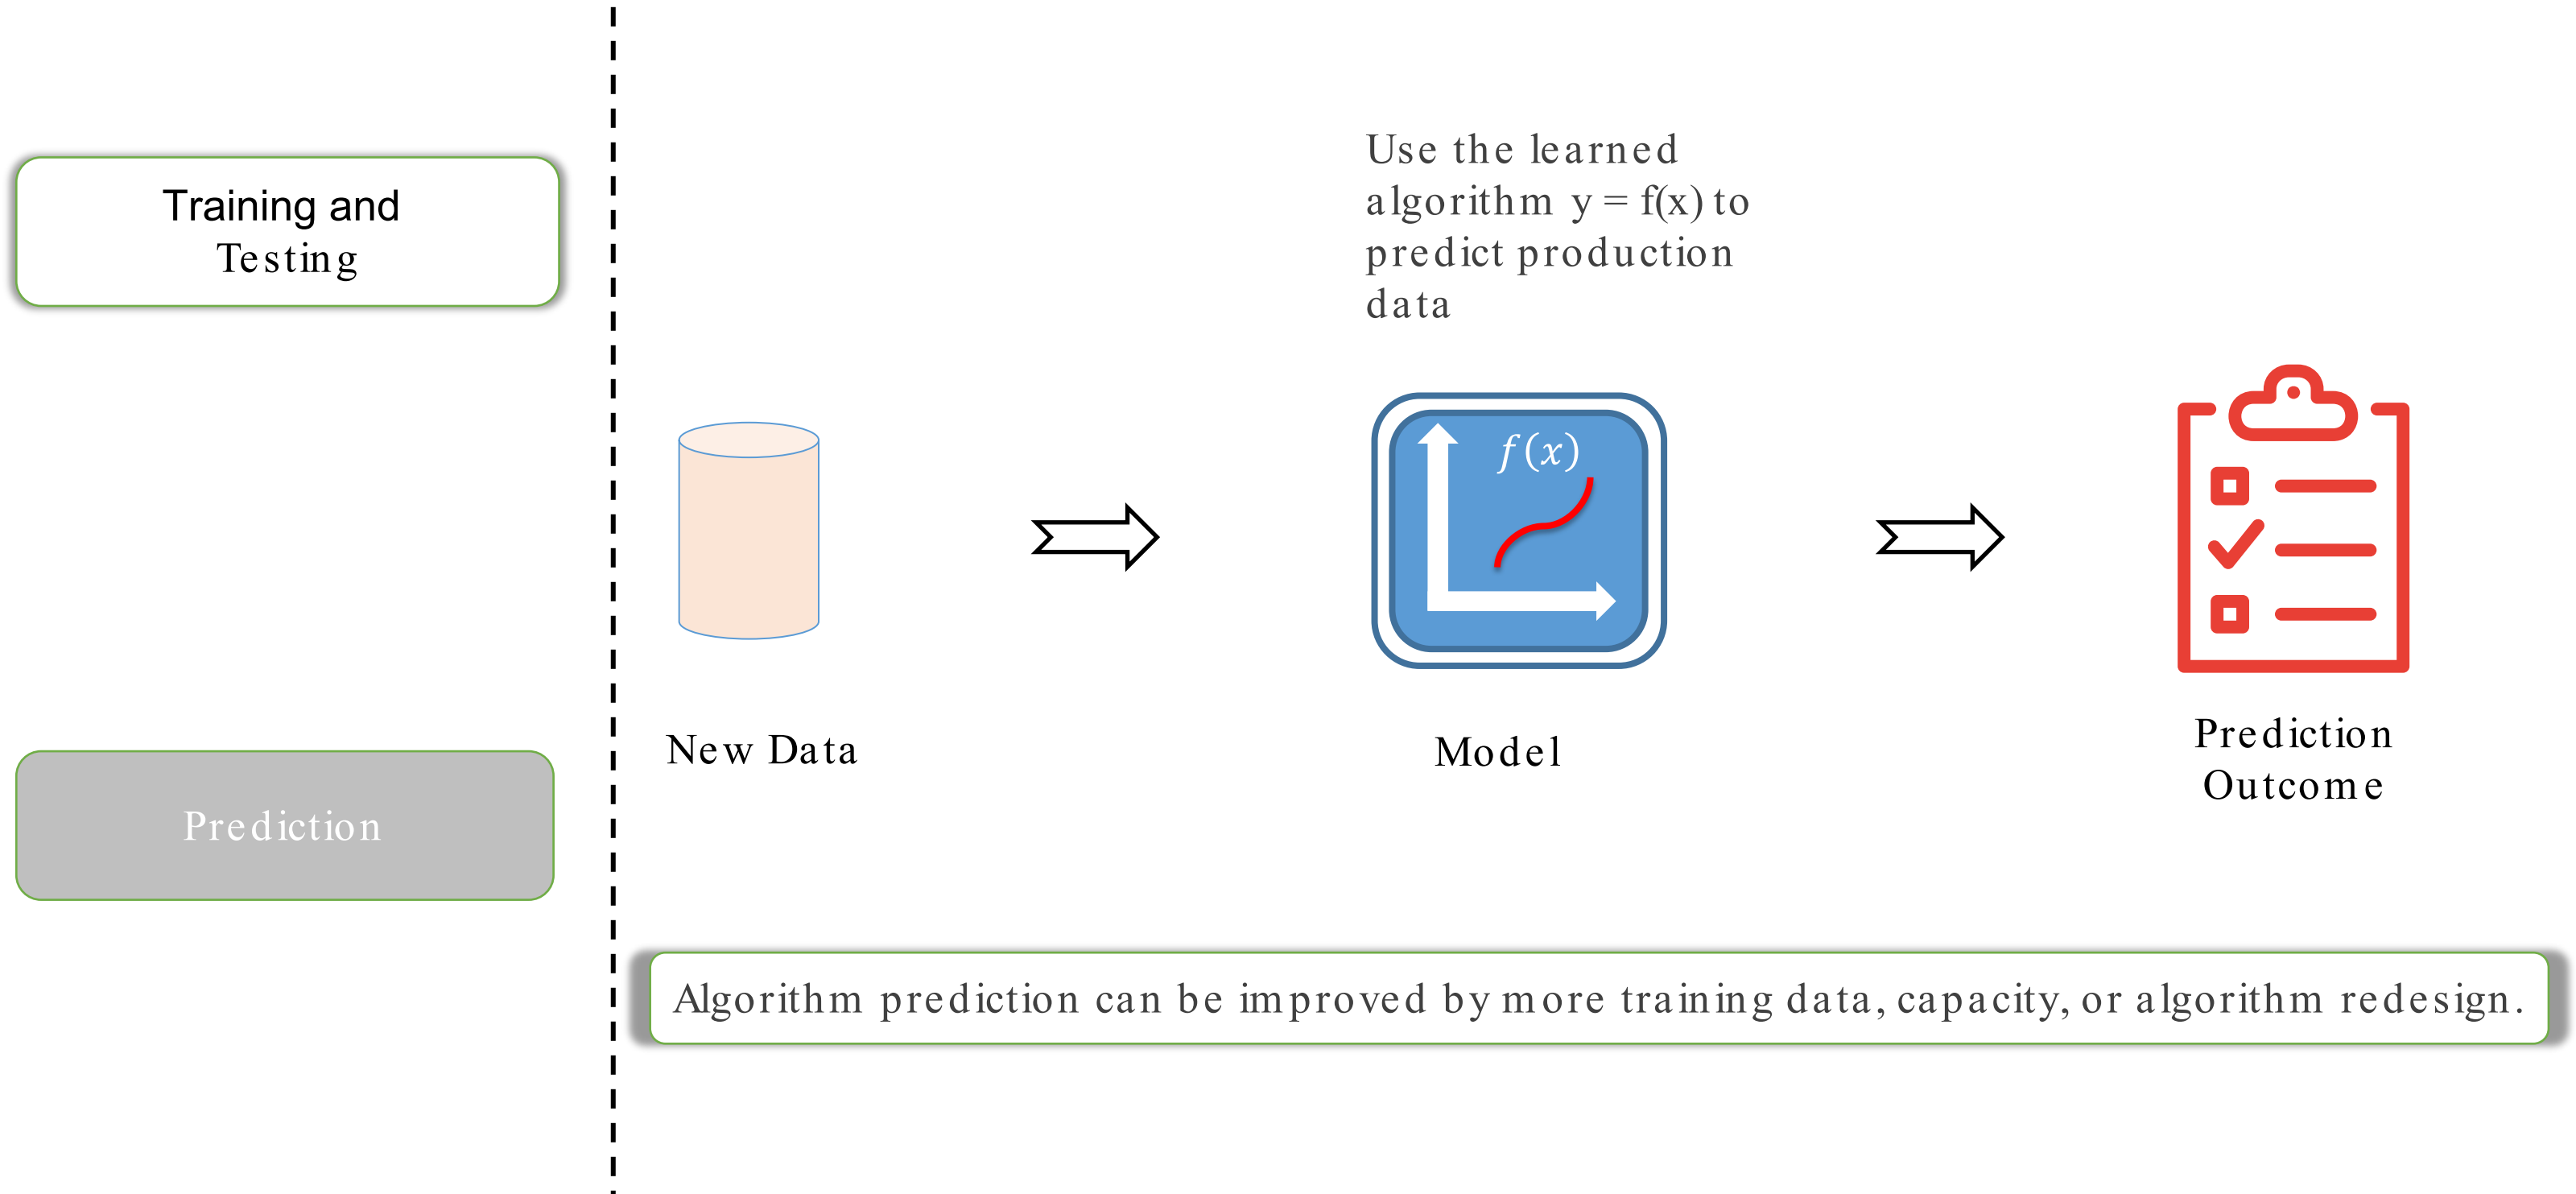 Training and
Testing
Prediction
Use the learned
algorithm y = f(x) to
predict production
data
f(x)
New Data
Model
Prediction
Outcome
Algorithm prediction can be improved by more training data, capacity, or algorithm redesign.